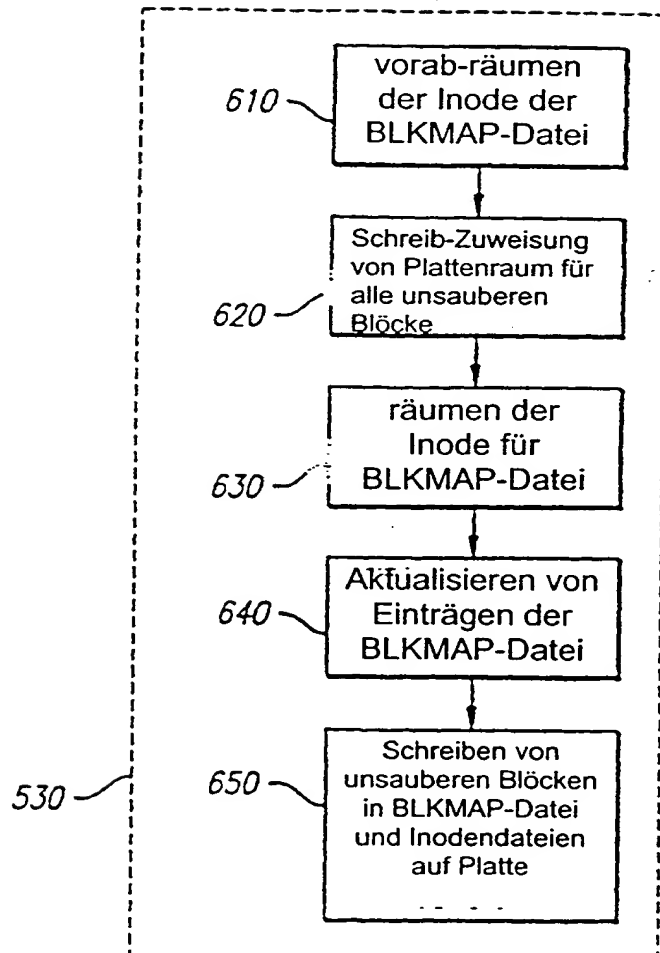 610
vorab-räumen
der Inode der
BLKMAP-Datei
620
Schreib-Zuweisung
von Plattenraum für
alle unsauberen
Blöcke
630
räumen der
Inode für
BLKMAP-Datei
640
Aktualisieren von
Einträgen der
BLKMAP-Datei
530
650
Schreiben von
unsauberen Blöcken
in BLKMAP-Datei
und Inodendateien
auf Platte